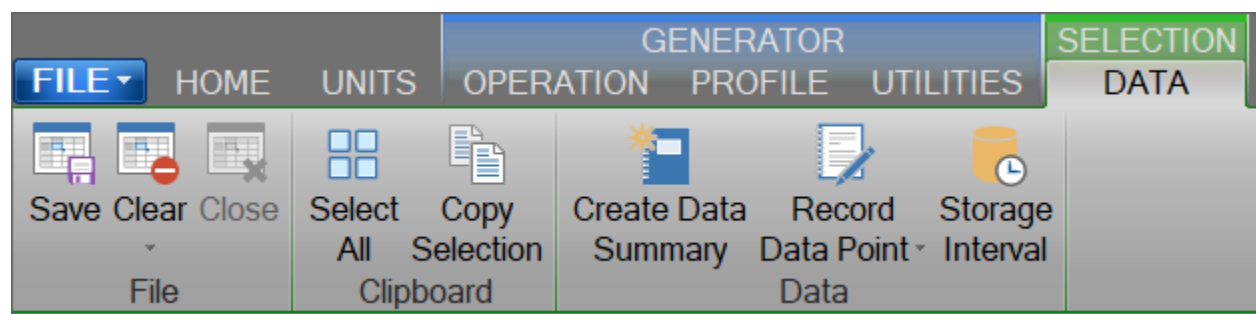 GENERATOR SELECTION
FILE HOME UNITS OPERATION PROFILE UTILITIES DATA
Save Clear Close Select Copy Create Data Record Storage
All Selection Summary Data Point Interval
File Clipboard Data